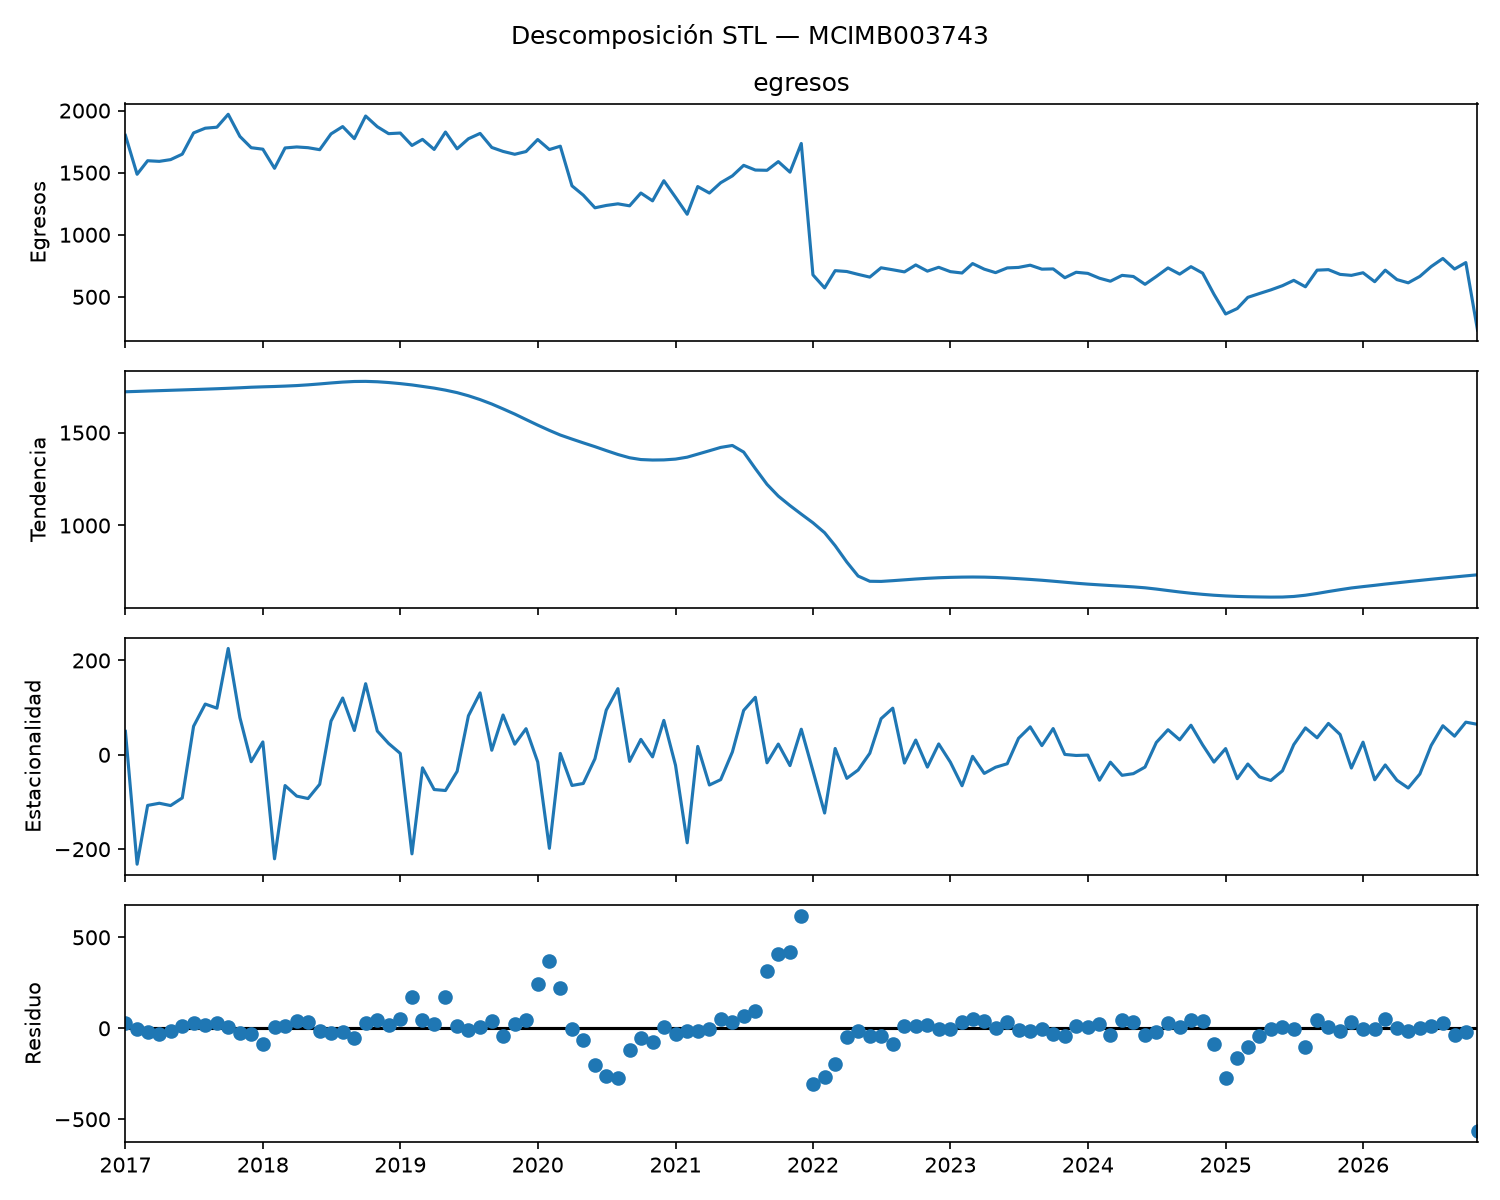 Descomposición STL — MCIMB003743
egresos
Egresos
2000
1500
1000
500
Tendencia
1500
1000
Estacionalidad
200
0
−200
Residuo
500
0
−500
2017 2018 2019 2020 2021 2022 2023 2024 2025 2026